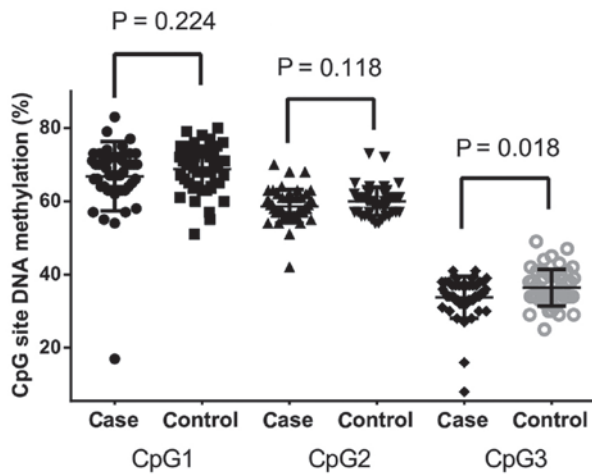 P = 0.224
P = 0.118
P = 0.018
CpG site DNA methylation (%)
80
60
40
20
Case Control Case Control Case Control
CpG1 CpG2 CpG3